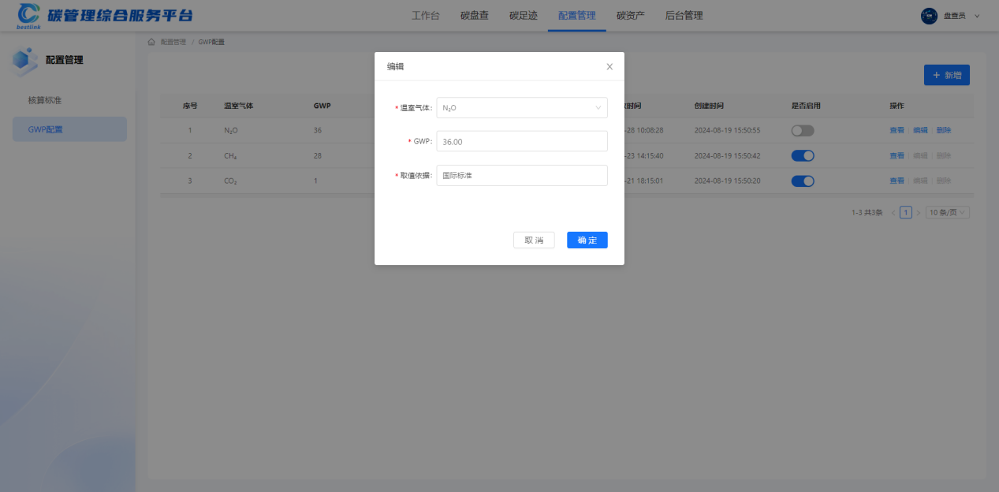 碳管理综合服务平台
bestlink
工作台 碳盘查 碳足迹 配置管理 碳资产 后台管理
盘查员
配置管理 / GWP配置
配置管理
核算标准
GWP配置
+ 新增
序号 温室气体 GWP 时间 创建时间 是否启用 操作
1 N₂O 36 -28 10:08:28 2024-08-19 15:50:55 查看 编辑 删除
2 CH₄ 28 -23 14:15:40 2024-08-19 15:50:42 查看 编辑 删除
3 CO₂ 1 -21 18:15:01 2024-08-19 15:50:20 查看 编辑 删除
1-3 共3条 < 1 > 10 条/页
编辑
* 温室气体: N₂O
* GWP: 36.00
* 取值依据: 国际标准
取 消 确 定